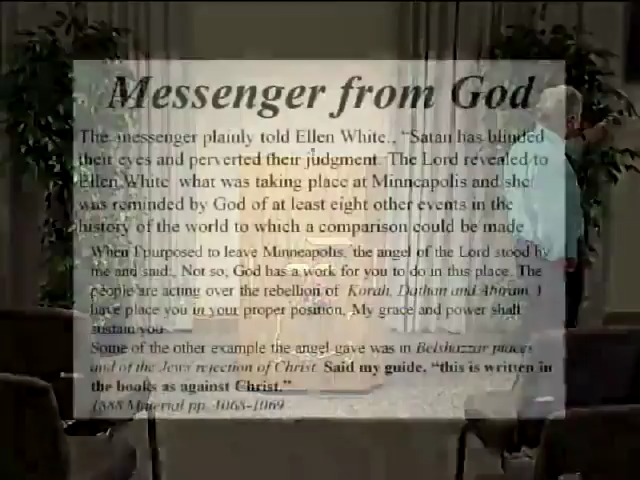 Messenger from God
The messenger plainly told Ellen White., "Satan has blinded
their eyes and perverted their judgment. The Lord revealed to
Ellen White what was taking place at Minneapolis and she
was reminded by God of at least eight other events in the
history of the world to which a comparison could be made
When I purposed to leave Minneapolis, the angel of the Lord stood by
me and said:. Not so, God has a work for you to do in this place. The
people are acting over the rebellion of Korah, Dathan and Abiram. I
have place you in your proper position, My grace and power shall
sustain you
Some of the other example the angel gave was in Belshazzar places
and of the Jews rejection of Christ. Said my guide, "this is written in
the books as against Christ."
1888 Material pp. 1068-1069